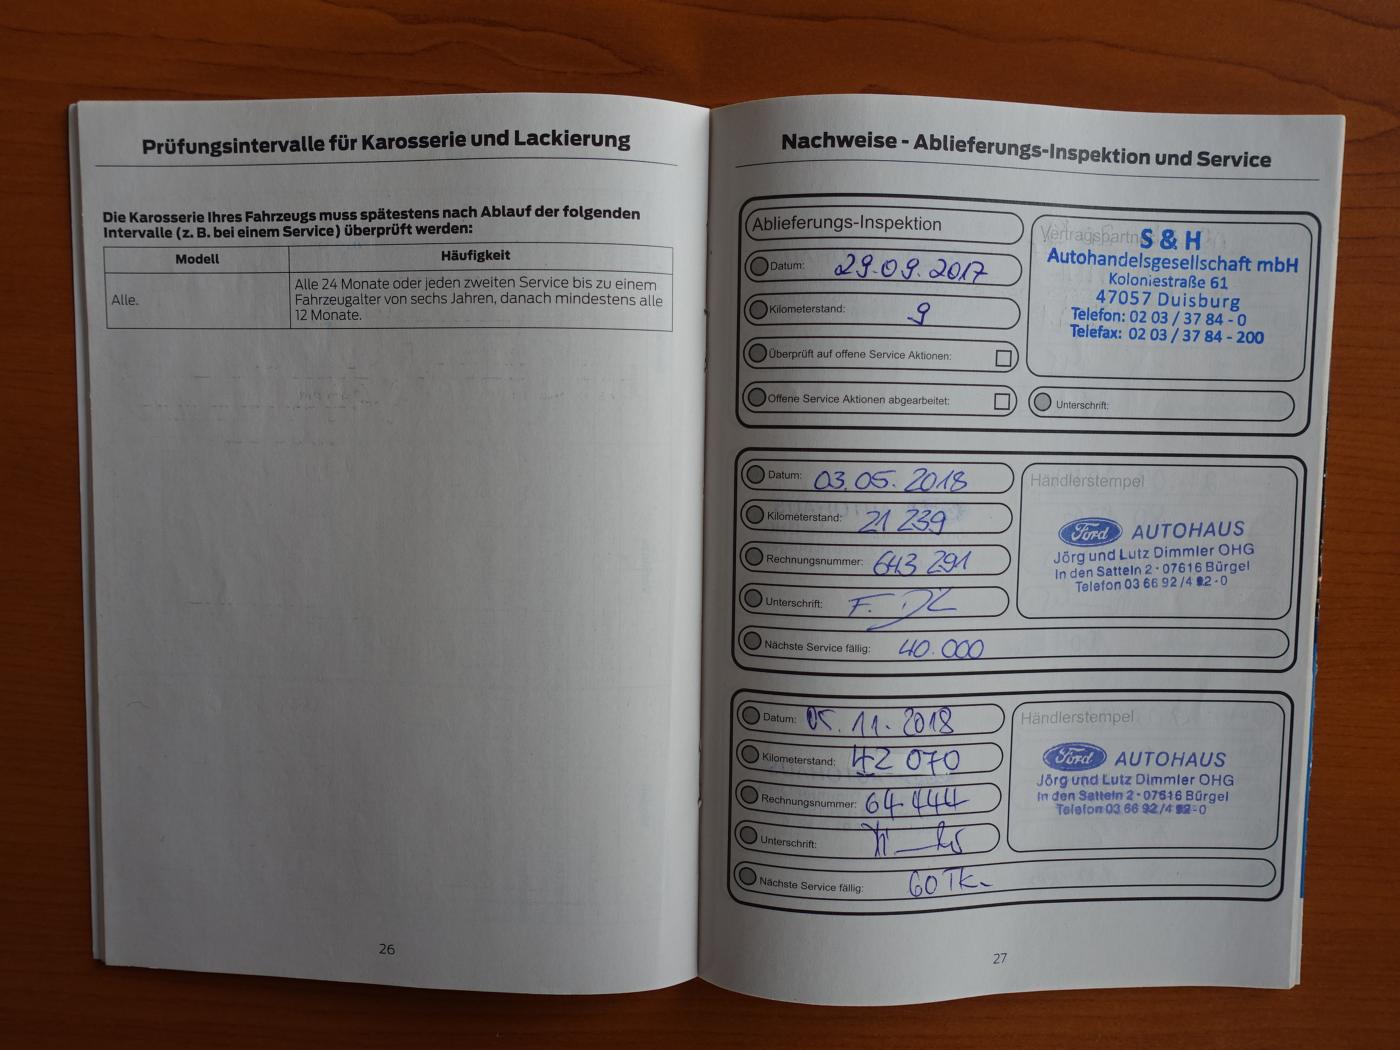 Prüfungsintervalle für Karosserie und Lackierung
Die Karosserie Ihres Fahrzeugs muss spätestens nach Ablauf der folgenden
Intervalle (z. B. bei einem Service) überprüft werden:
Modell Häufigkeit
Alle. Alle 24 Monate oder jeden zweiten Service bis zu einem
Fahrzeugalter von sechs Jahren, danach mindestens alle
12 Monate.
26
Nachweise - Ablieferungs-Inspektion und Service
Ablieferungs-Inspektion
Datum: 29.09.2017
Kilometerstand: 9
Überprüft auf offene Service Aktionen:
Offene Service Aktionen abgearbeitet:
Vertragspartner
S & H
Autohandelsgesellschaft mbH
Koloniestraße 61
47057 Duisburg
Telefon: 02 03 / 37 84 - 0
Telefax: 02 03 / 37 84 - 200
Unterschrift:
Datum: 03.05.2018
Kilometerstand: 21 239
Rechnungsnummer: 643 291
Unterschrift:
Nächste Service fällig: 40.000
Händlerstempel
Ford AUTOHAUS
Jörg und Lutz Dimmler OHG
In den Satteln 2 · 07616 Bürgel
Telefon 03 66 92 /4 92 - 0
Datum: 05.11.2018
Kilometerstand: 42 070
Rechnungsnummer: 64 444
Unterschrift:
Nächste Service fällig: 60 TK-
Händlerstempel
Ford AUTOHAUS
Jörg und Lutz Dimmler OHG
In den Satteln 2 · 07616 Bürgel
Telefon 03 66 92 /4 92 - 0
27